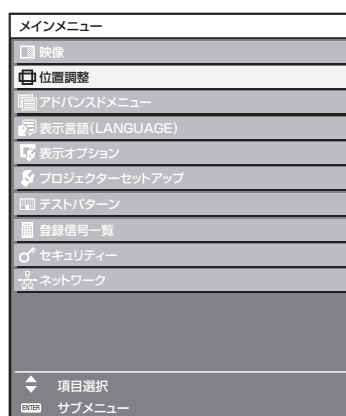 メインメニュー
映像
位置調整
アドバンスドメニュー
表示言語(LANGUAGE)
表示オプション
プロジェクターセットアップ
テストパターン
登録信号一覧
セキュリティー
ネットワーク
項目選択
ENTER サブメニュー